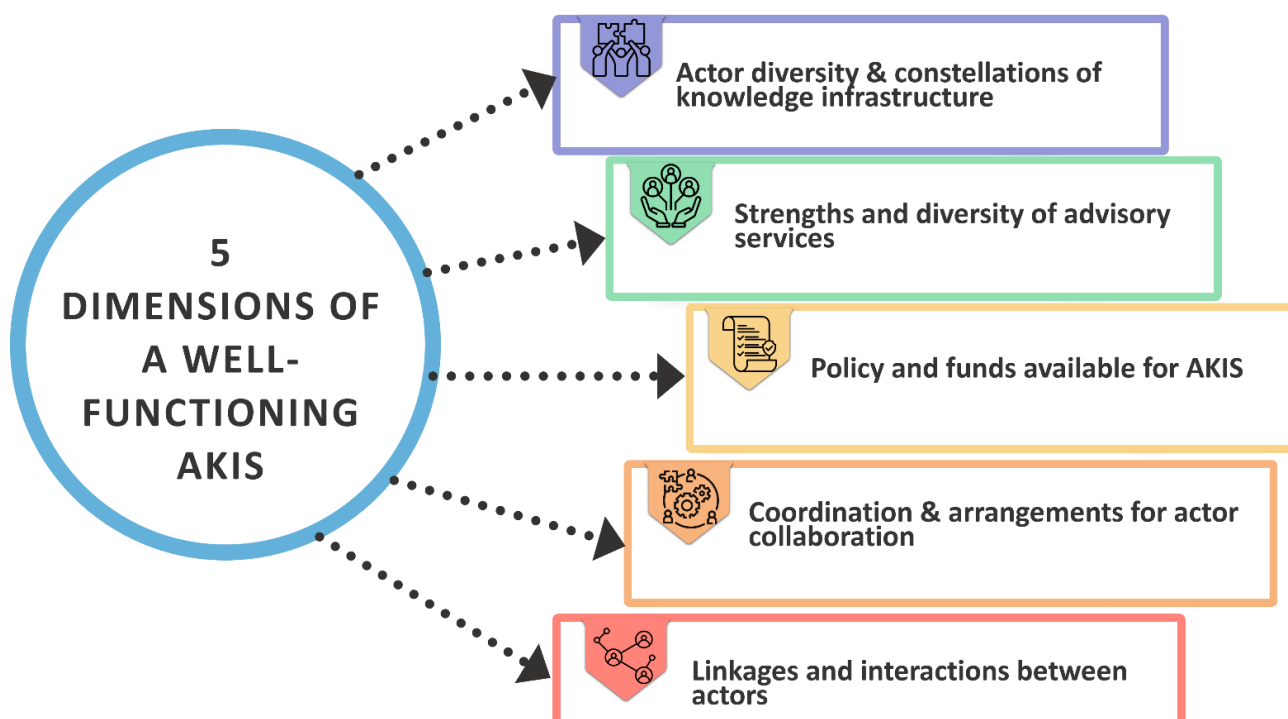 5
DIMENSIONS OF
A WELL-
FUNCTIONING
AKIS
Actor diversity & constellations of
knowledge infrastructure
Strengths and diversity of advisory
services
Policy and funds available for AKIS
Coordination & arrangements for actor
collaboration
Linkages and interactions between
actors